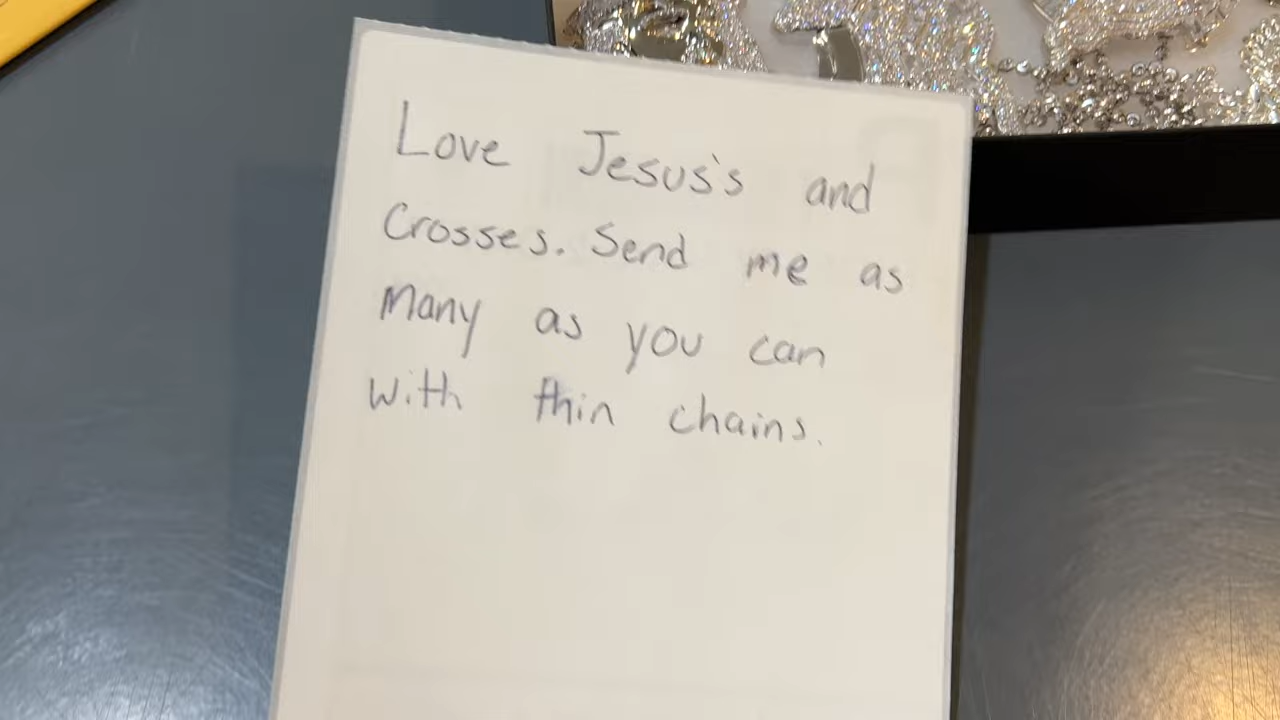 Love Jesus's and
Crosses. Send me as
many as you can
with thin chains.